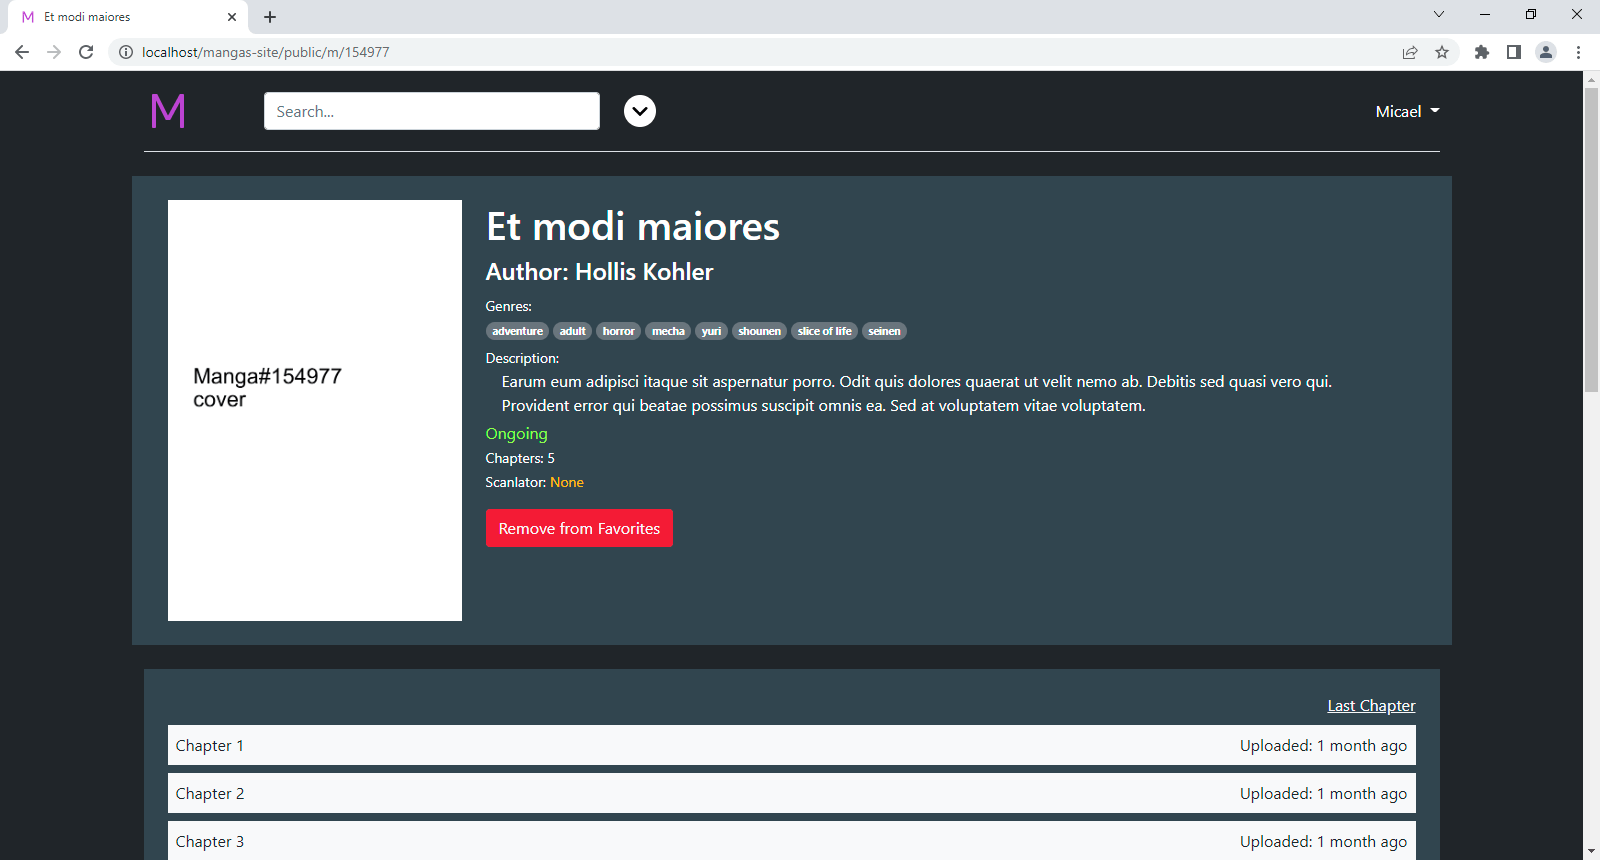 M Et modi maiores
localhost/mangas-site/public/m/154977
M Search... Micael
Et modi maiores
Author: Hollis Kohler
Genres:
adventure adult horror mecha yuri shounen slice of life seinen
Description:
Earum eum adipisci itaque sit aspernatur porro. Odit quis dolores quaerat ut velit nemo ab. Debitis sed quasi vero qui.
Provident error qui beatae possimus suscipit omnis ea. Sed at voluptatem vitae voluptatem.
Ongoing
Chapters: 5
Scanlator: None
Remove from Favorites
Manga#154977
cover
Last Chapter
Chapter 1 Uploaded: 1 month ago
Chapter 2 Uploaded: 1 month ago
Chapter 3 Uploaded: 1 month ago